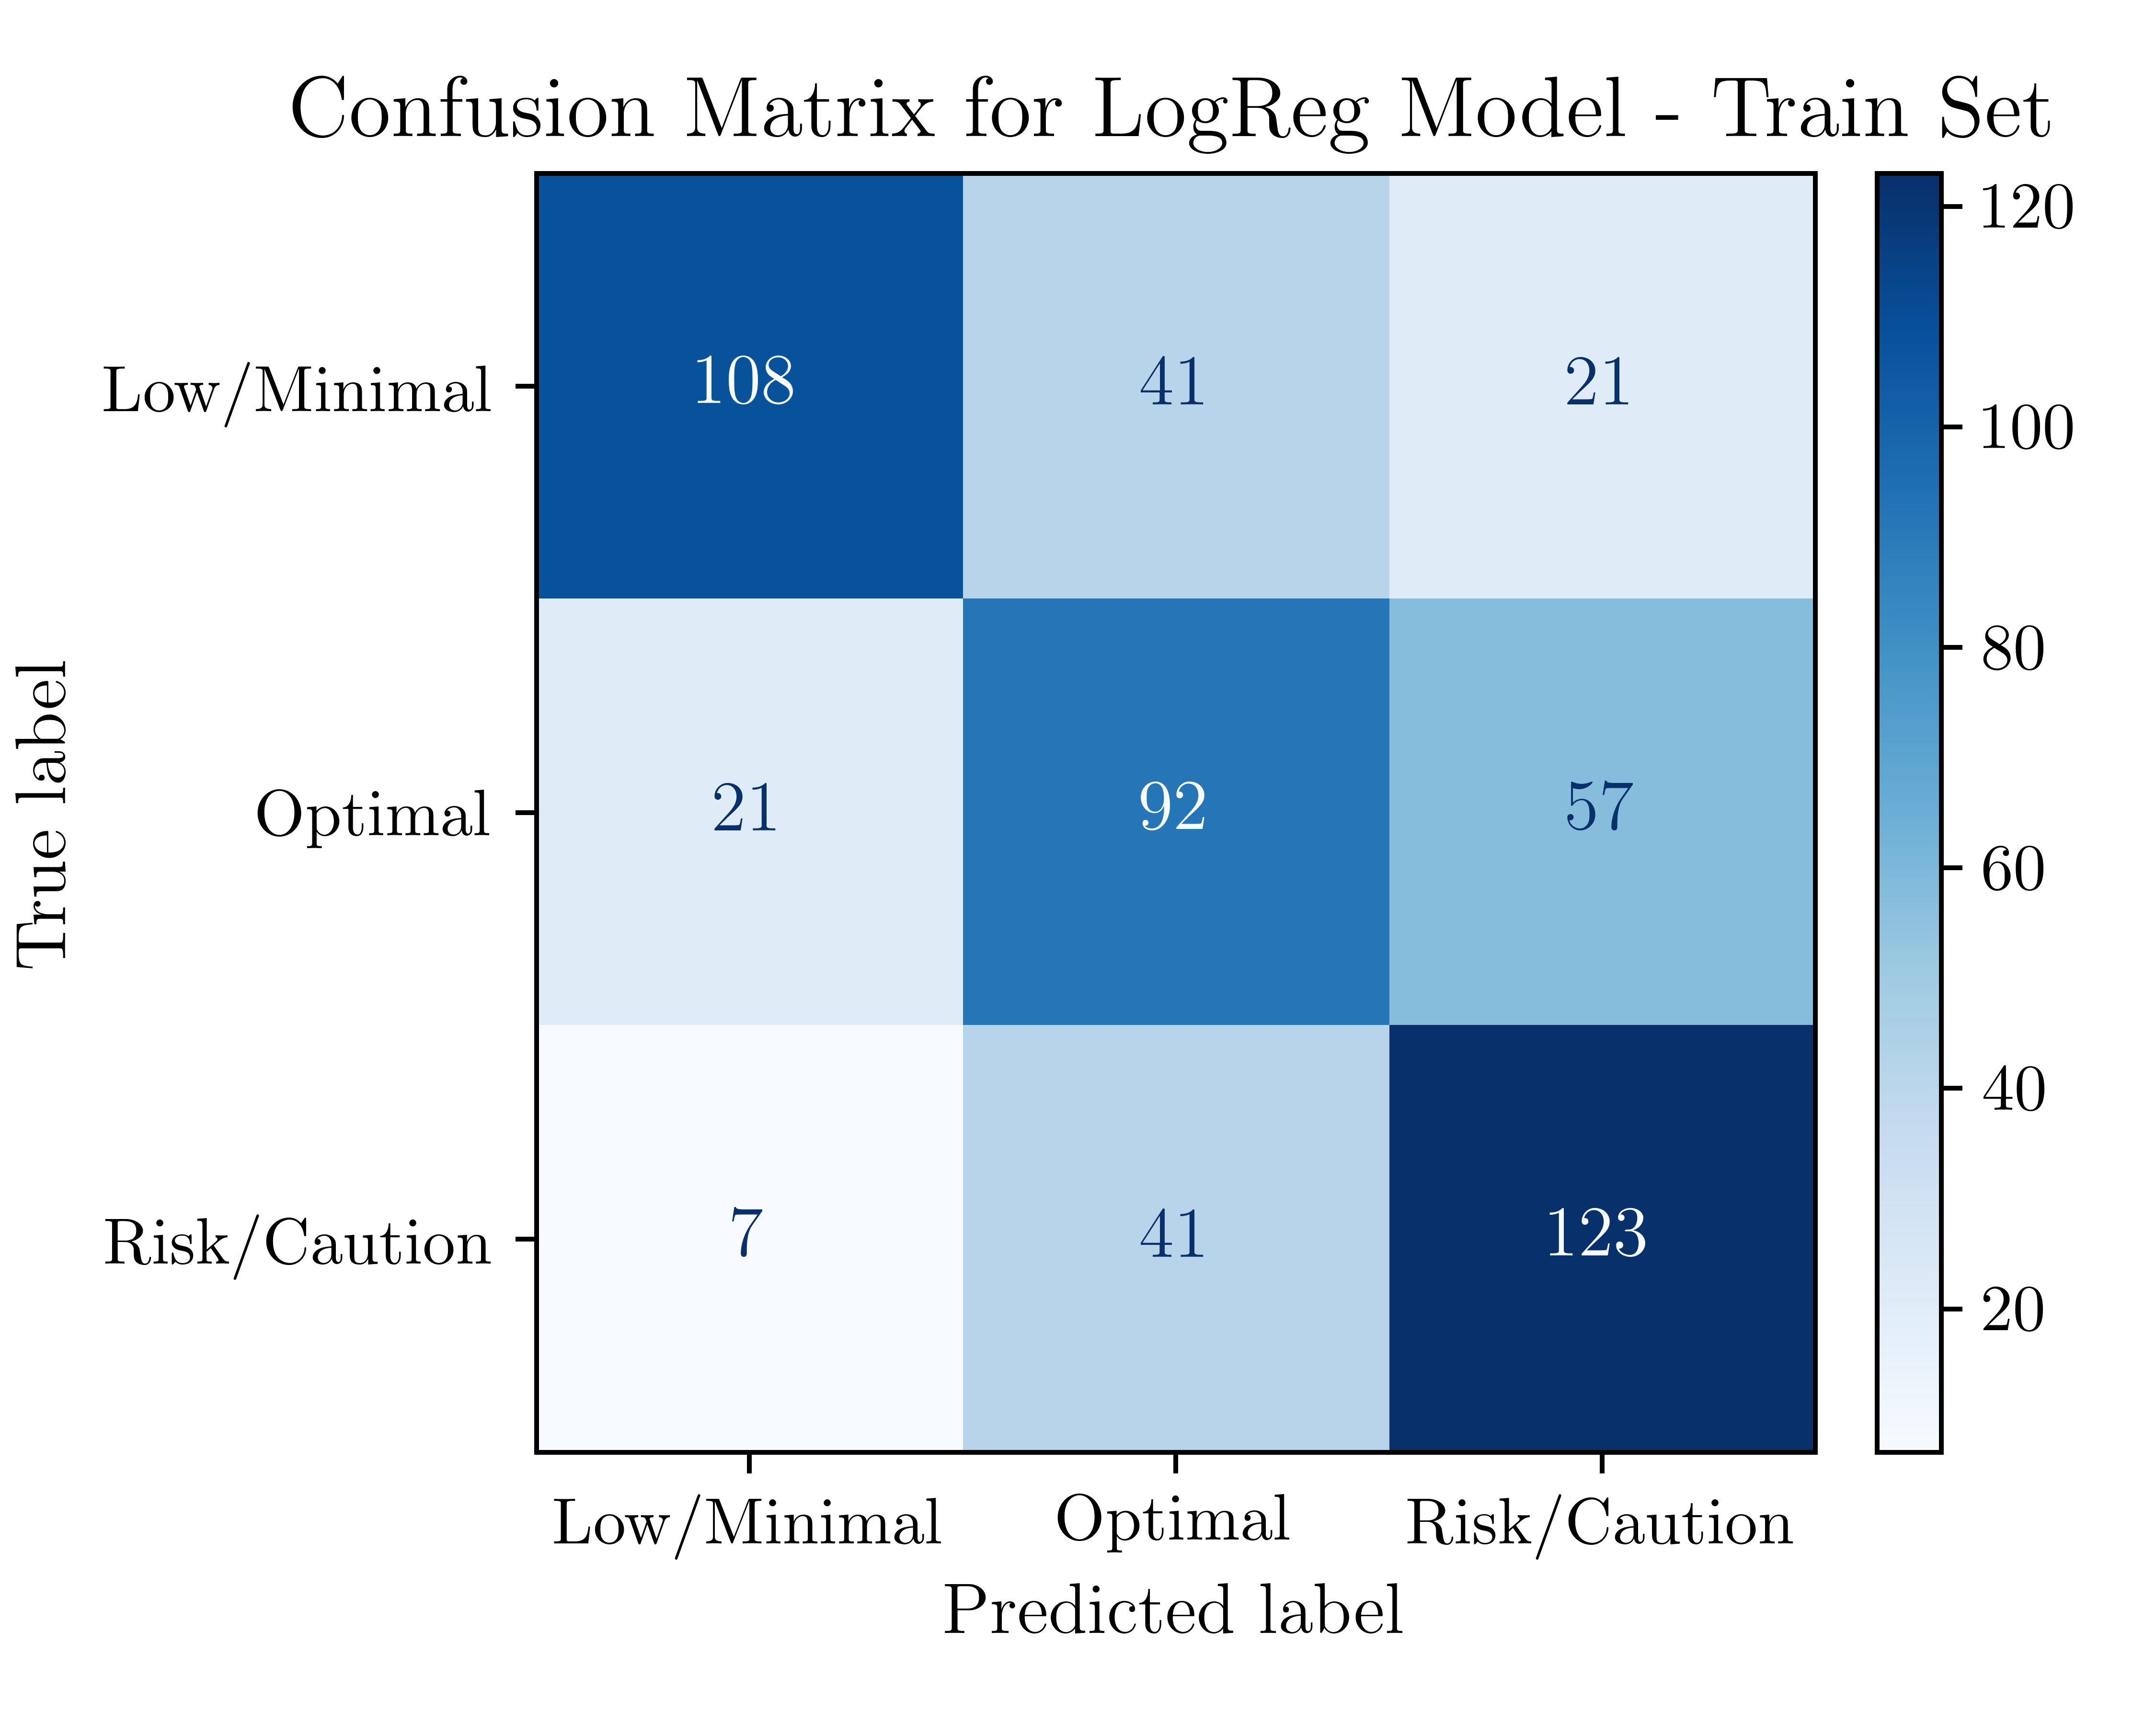 Confusion Matrix for LogReg Model - Train Set
Low/Minimal 108 41 21
Optimal 21 92 57
Risk/Caution 7 41 123
Low/Minimal Optimal Risk/Caution
Predicted label
True label
120
100
80
60
40
20